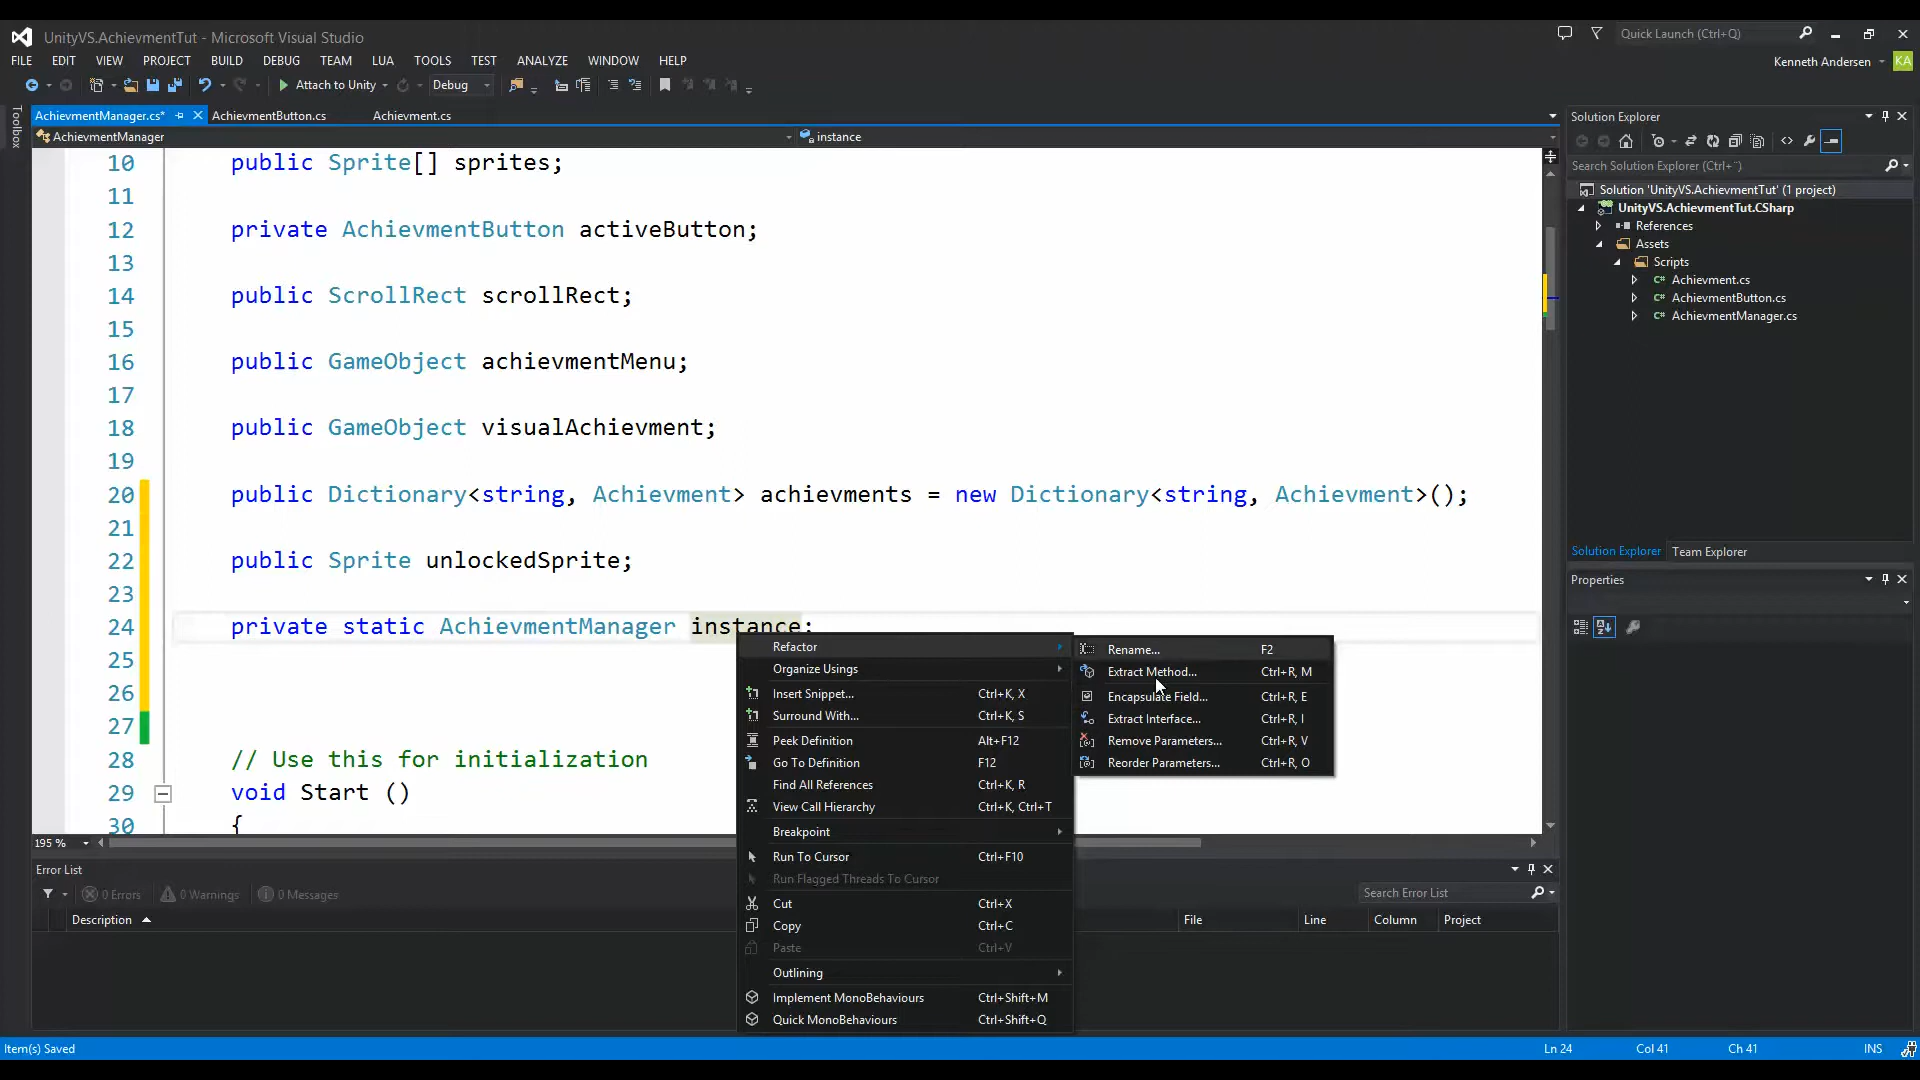 UnityVS.AchievmentTut - Microsoft Visual Studio
Quick Launch (Ctrl+Q)
FILE EDIT VIEW PROJECT BUILD DEBUG TEAM LUA TOOLS TEST ANALYZE WINDOW HELP
Kenneth Andersen KA
Attach to Unity Debug
Toolbox
AchievmentManager.cs* AchievmentButton.cs Achievment.cs
AchievmentManager instance
10 public Sprite[] sprites;
11
12 private AchievmentButton activeButton;
13
14 public ScrollRect scrollRect;
15
16 public GameObject achievmentMenu;
17
18 public GameObject visualAchievment;
19
20 public Dictionary<string, Achievment> achievments = new Dictionary<string, Achievment>();
21
22 public Sprite unlockedSprite;
23
24 private static AchievmentManager instance;
25
26
27
28 // Use this for initialization
29 void Start ()
30 {
195 %
Refactor
Organize Usings
Insert Snippet... Ctrl+K, X
Surround With... Ctrl+K, S
Peek Definition Alt+F12
Go To Definition F12
Find All References Ctrl+K, R
View Call Hierarchy Ctrl+K, Ctrl+T
Breakpoint
Run To Cursor Ctrl+F10
Run Flagged Threads To Cursor
Cut Ctrl+X
Copy Ctrl+C
Paste Ctrl+V
Outlining
Implement MonoBehaviours Ctrl+Shift+M
Quick MonoBehaviours Ctrl+Shift+Q
Rename... F2
Extract Method... Ctrl+R, M
Encapsulate Field... Ctrl+R, E
Extract Interface... Ctrl+R, I
Remove Parameters... Ctrl+R, V
Reorder Parameters... Ctrl+R, O
Error List
0 Errors 0 Warnings 0 Messages
Search Error List
Description File Line Column Project
Solution Explorer
Search Solution Explorer (Ctrl+¨)
Solution 'UnityVS.AchievmentTut' (1 project)
UnityVS.AchievmentTut.CSharp
References
Assets
Scripts
C# Achievment.cs
C# AchievmentButton.cs
C# AchievmentManager.cs
Solution Explorer Team Explorer
Properties
Item(s) Saved Ln 24 Col 41 Ch 41 INS